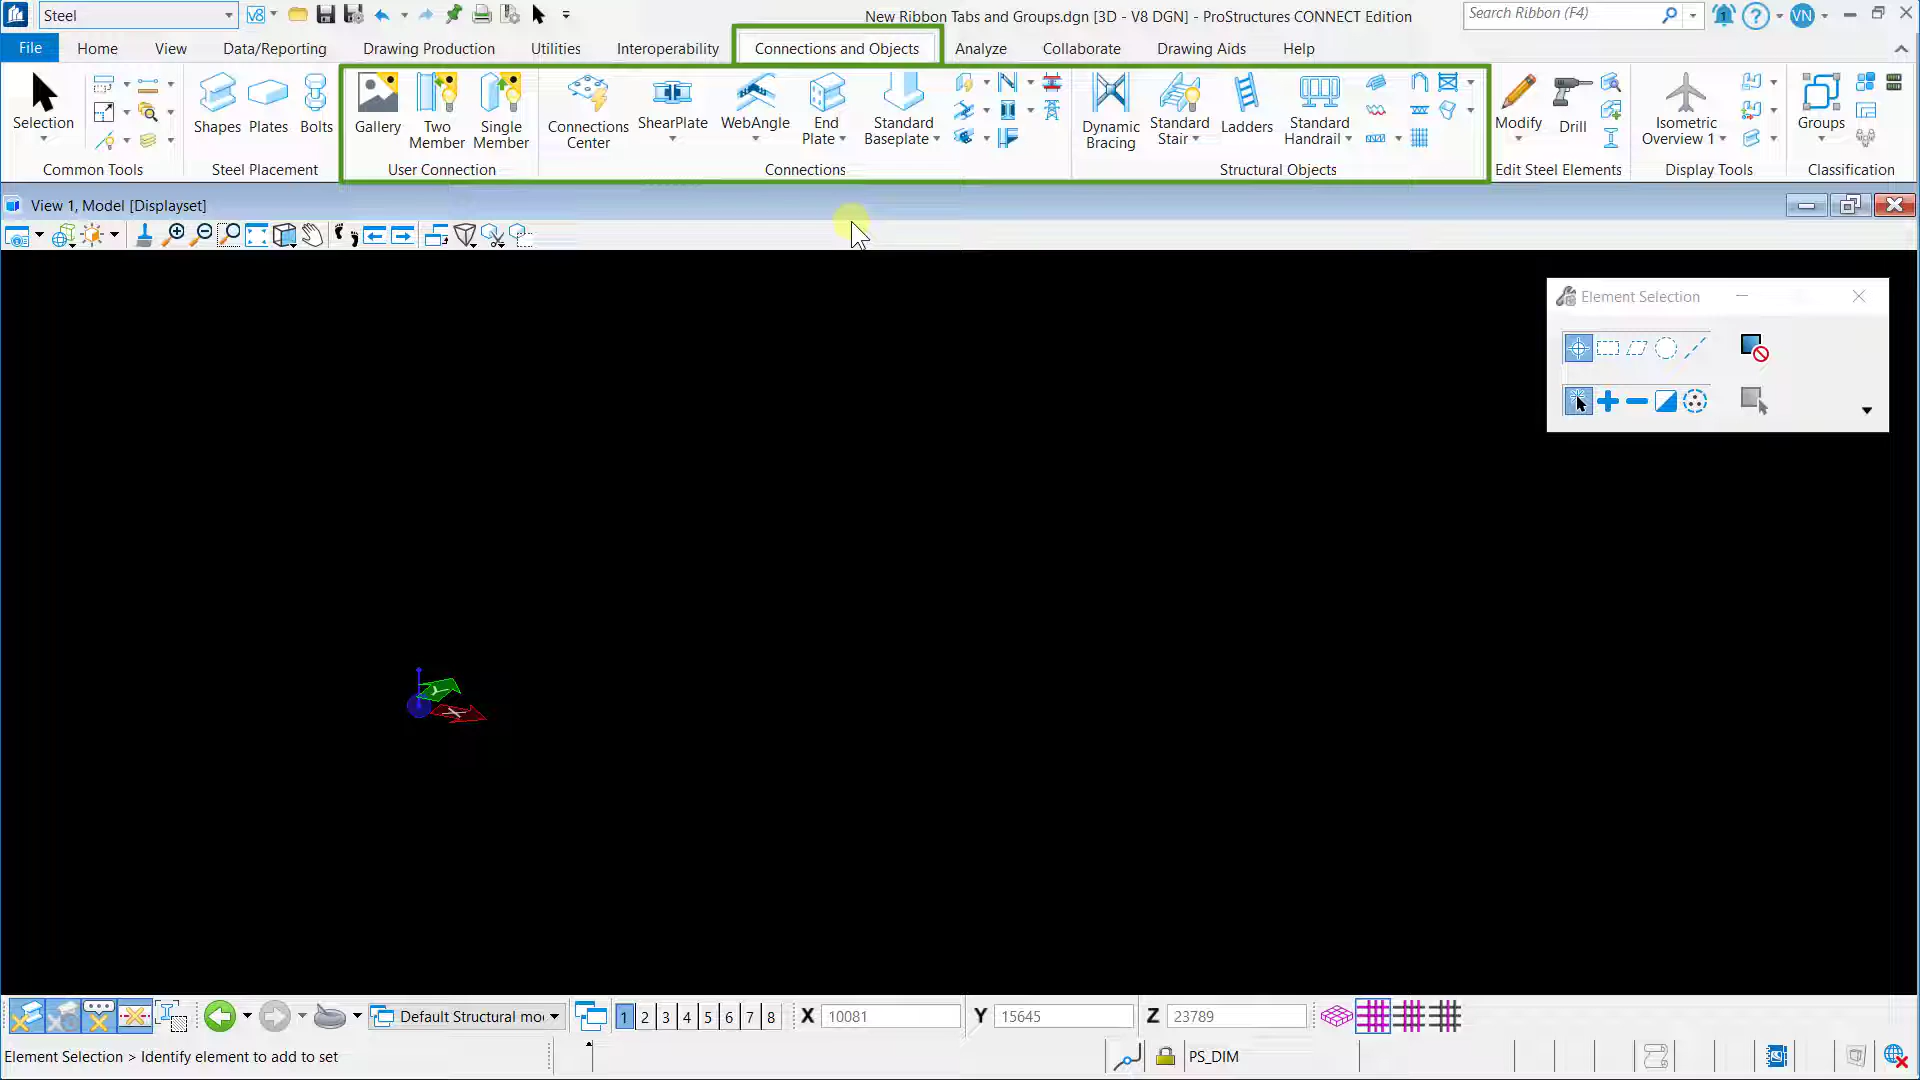 Steel
V8
New Ribbon Tabs and Groups.dgn [3D - V8 DGN] - ProStructures CONNECT Edition
Search Ribbon (F4)
1
?
VN
File
Home
View
Data/Reporting
Drawing Production
Utilities
Interoperability
Connections and Objects
Analyze
Collaborate
Drawing Aids
Help
Selection
Shapes
Plates
Bolts
Gallery
Two
Member
Single
Member
Connections
Center
ShearPlate
WebAngle
End
Plate
Standard
Baseplate
Dynamic
Bracing
Standard
Stair
Ladders
Standard
Handrail
Modify
Drill
Isometric
Overview 1
Groups
Common Tools
Steel Placement
User Connection
Connections
Structural Objects
Edit Steel Elements
Display Tools
Classification
View 1, Model [Displayset]
Element Selection
Y
X
Default Structural mo
1 2 3 4 5 6 7 8
X 10081
Y 15645
Z 23789
Element Selection > Identify element to add to set
PS_DIM